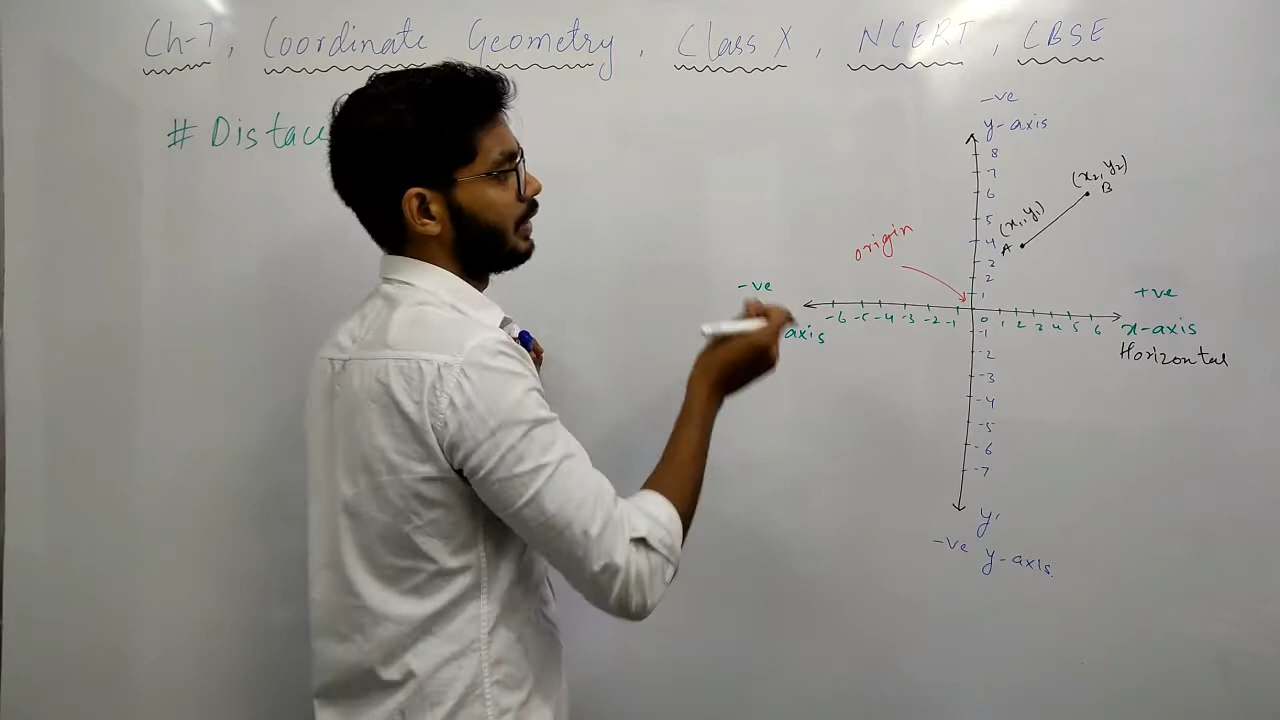 Ch-7, Coordinate Geometry, Class X, NCERT, CBSE
# Distace
-ve
y-axis
8
7
6
5
4
3
2
1
(x₂, y₂)
B
(x₁, y₁)
A
origin
-ve
axis
-6 -5 -4 -3 -2 -1 0 1 2 3 4 5 6
+ve
x-axis
Horizontal
-1
-2
-3
-4
-5
-6
-7
y'
-ve y-axis.